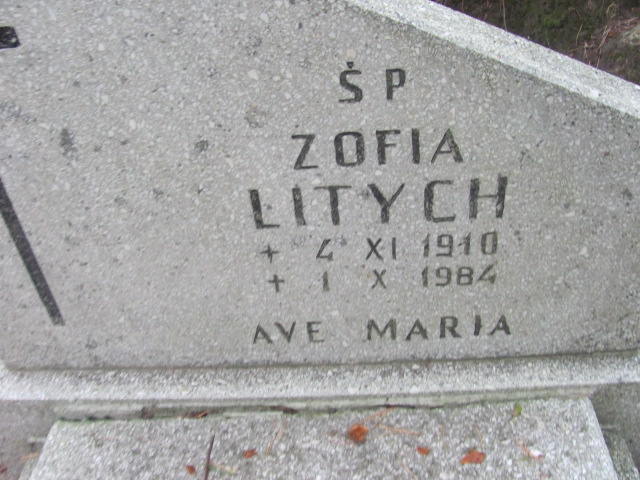 ŚP
ZOFIA
LITYCH
+ 4 XI 1910
+ 1 X 1984
AVE MARIA